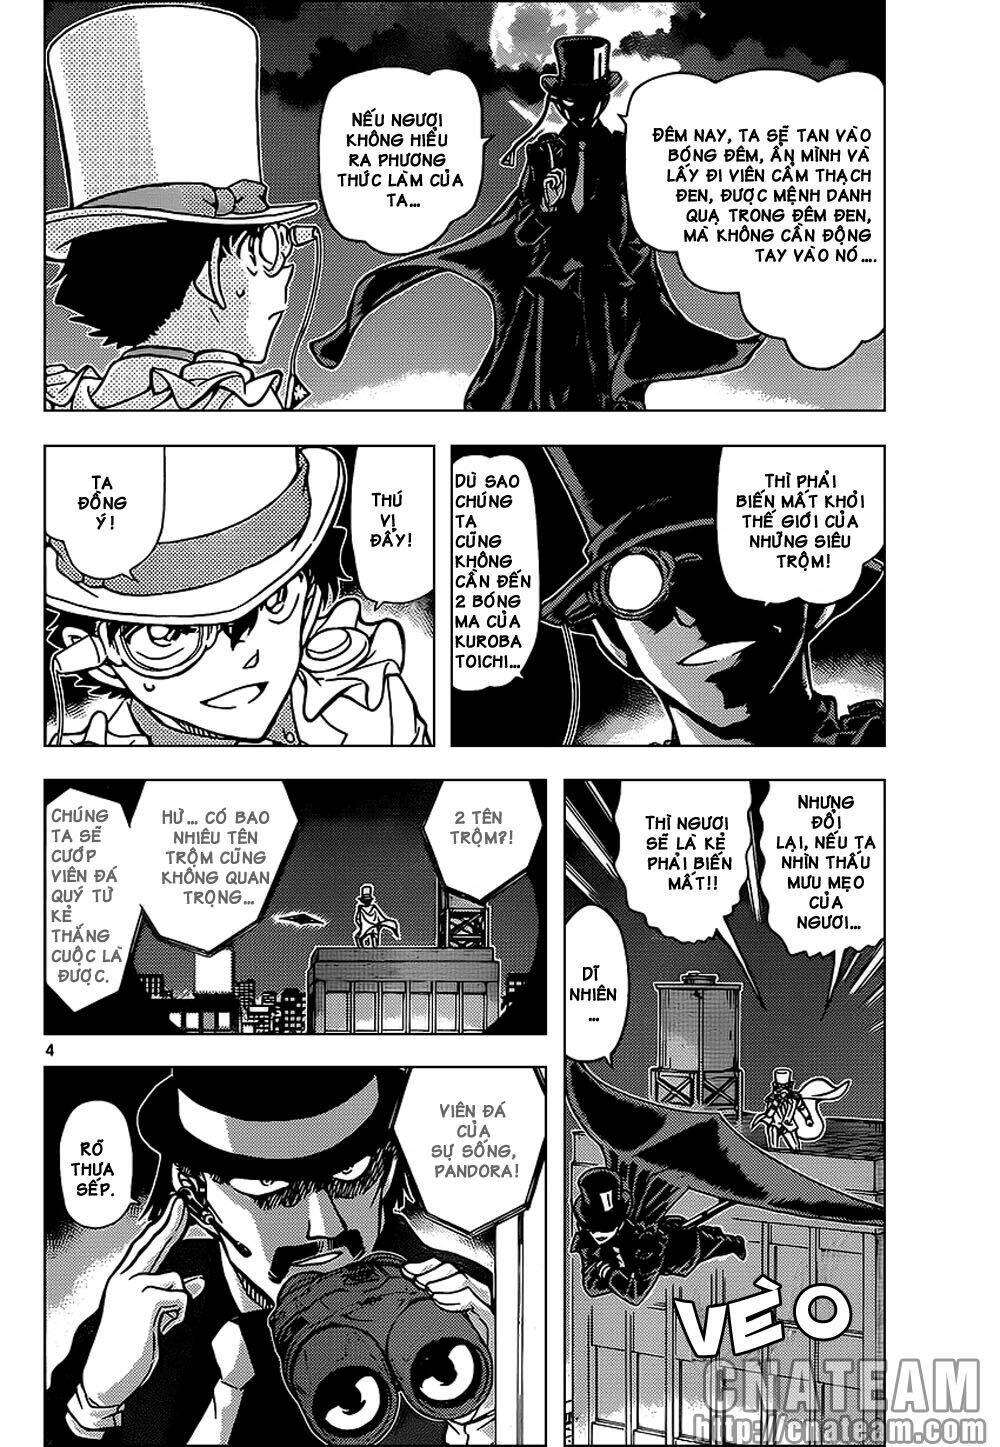 ĐÊM NAY, TA SẼ TAN VÀO
BÓNG ĐÊM, ẨN MÌNH VÀ
LẤY ĐI VIÊN CẨM THẠCH
ĐEN, ĐƯỢC MỆNH DANH
QUẠ TRONG ĐÊM ĐEN,
MÀ KHÔNG CẦN ĐỘNG
TAY VÀO NÓ....
NẾU NGƯƠI
KHÔNG HIỂU
RA PHƯƠNG
THỨC LÀM CỦA
TA...
THÌ PHẢI
BIẾN MẤT KHỎI
THẾ GIỚI CỦA
NHỮNG SIÊU
TRỘM!
DÙ SAO
CHÚNG
TA
CŨNG
KHÔNG
CẦN ĐẾN
2 BÓNG
MA CỦA
KUROBA
TOICHI...
THÚ
VỊ
ĐẤY!
TA
ĐỒNG
Ý!
NHƯNG
ĐỔI
LẠI, NẾU TA
NHÌN THẤU
MƯU MẸO
CỦA
NGƯƠI...
THÌ NGƯƠI
SẼ LÀ KẺ
PHẢI BIẾN
MẤT!!
DĨ
NHIÊN
...
VÈO
2 TÊN
TRỘM?!
HỪ... CÓ BAO
NHIÊU TÊN
TRỘM CŨNG
KHÔNG QUAN
TRỌNG...
CHÚNG
TA SẼ
CƯỚP
VIÊN ĐÁ
QUÝ TỪ
KẺ
THẮNG
CUỘC LÀ
ĐƯỢC.
4
VIÊN ĐÁ
CỦA
SỰ SỐNG,
PANDORA!
RÕ
THƯA
SẾP.
CNATEAM
http://cnateam.com/